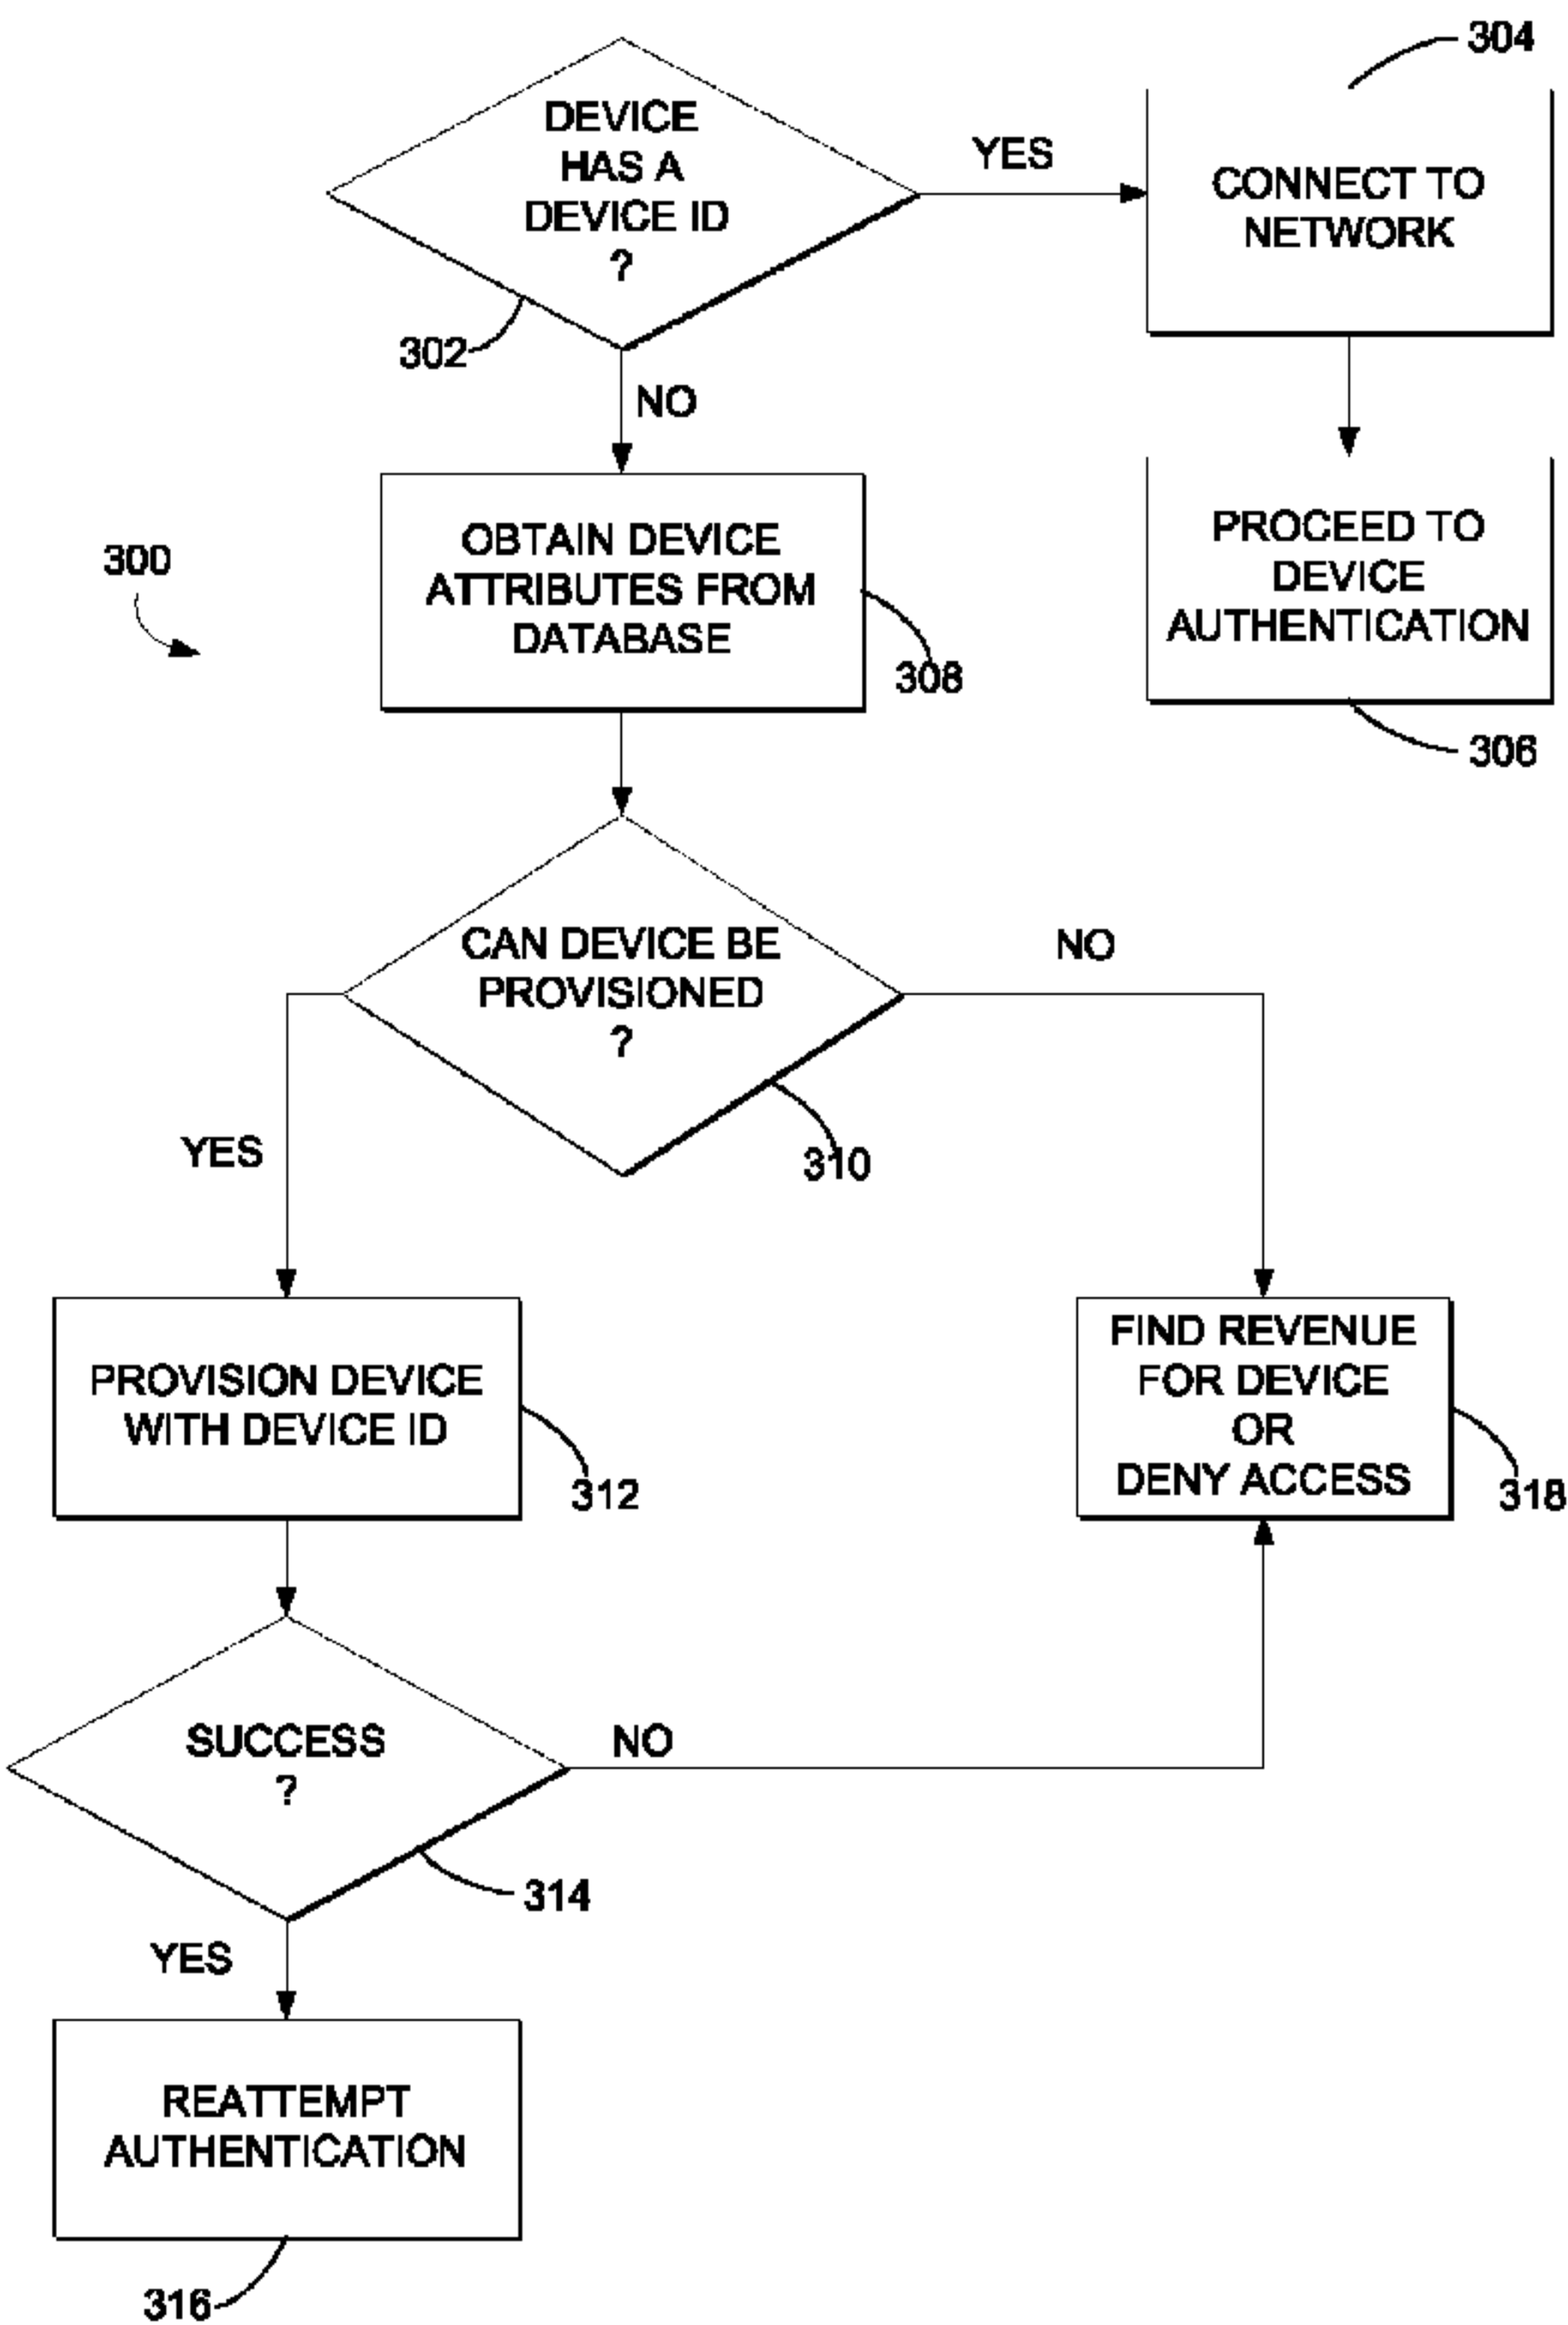 304
DEVICE
HAS A
DEVICE ID
?
YES
CONNECT TO
NETWORK
302
NO
300
OBTAIN DEVICE
ATTRIBUTES FROM
DATABASE
308
PROCEED TO
DEVICE
AUTHENTICATION
306
CAN DEVICE BE
PROVISIONED
?
NO
YES
310
PROVISION DEVICE
WITH DEVICE ID
312
FIND REVENUE
FOR DEVICE
OR
DENY ACCESS
318
SUCCESS
?
NO
314
YES
REATTEMPT
AUTHENTICATION
316